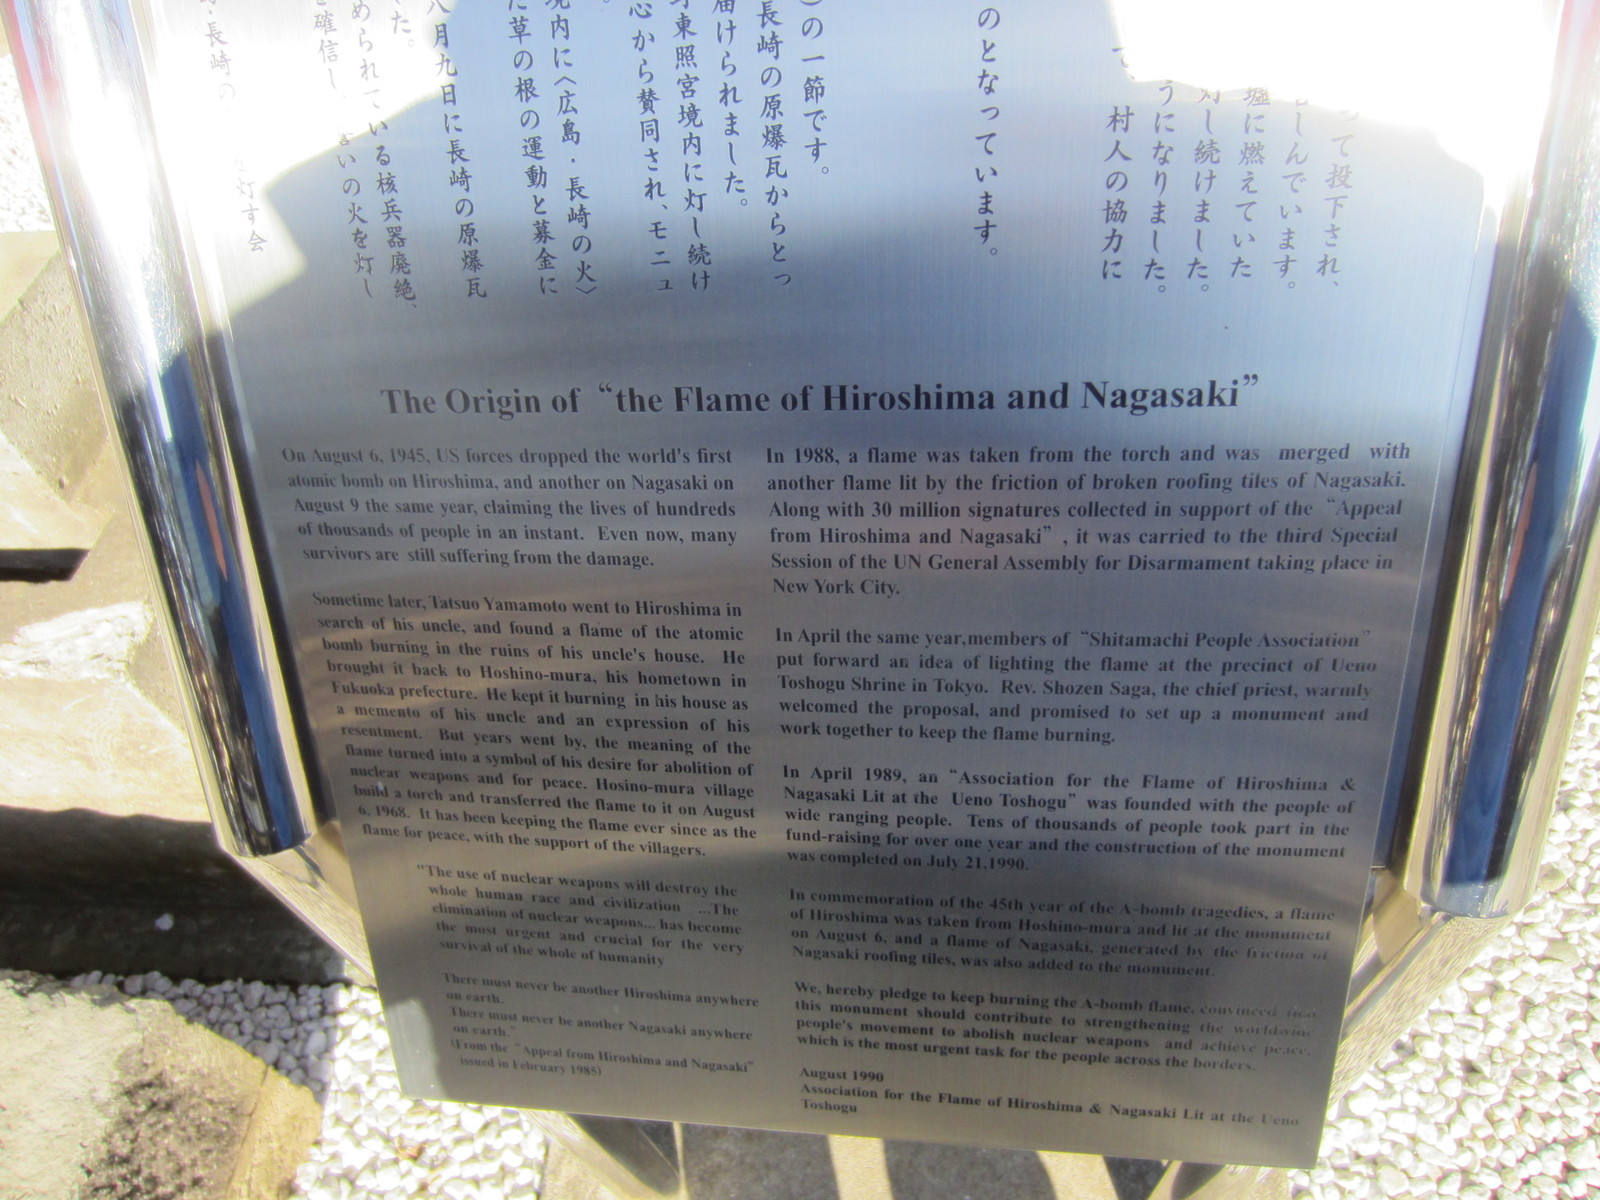 って投下され、
しんでいます。
墟に燃えていた
灯し続けました。
うになりました。
て、村人の協力に
のとなっています。
の一節です。
長崎の原爆瓦からとっ
届けられました。
東照宮境内に灯し続け
心から賛同され、モニュ
境内に〈広島・長崎の火〉
た草の根の運動と募金に
八月九日に長崎の原爆瓦
た。
められている核兵器廃絶、
確信し、誓いの火を灯し
長崎の
灯す会
The Origin of “the Flame of Hiroshima and Nagasaki”
On August 6, 1945, US forces dropped the world's first
atomic bomb on Hiroshima, and another on Nagasaki on
August 9 the same year, claiming the lives of hundreds
of thousands of people in an instant. Even now, many
survivors are still suffering from the damage.
Sometime later, Tatsuo Yamamoto went to Hiroshima in
search of his uncle, and found a flame of the atomic
bomb burning in the ruins of his uncle's house. He
brought it back to Hoshino-mura, his hometown in
Fukuoka prefecture. He kept it burning in his house as
a memento of his uncle and an expression of his
resentment. But years went by, the meaning of the
flame turned into a symbol of his desire for abolition of
nuclear weapons and for peace. Hosino-mura village
build a torch and transferred the flame to it on August
6, 1968. It has been keeping the flame ever since as the
flame for peace, with the support of the villagers.
"The use of nuclear weapons will destroy the
whole human race and civilization ...The
elimination of nuclear weapons... has become
the most urgent and crucial for the very
survival of the whole of humanity
There must never be another Hiroshima anywhere
on earth.
There must never be another Nagasaki anywhere
on earth."
(From the “Appeal from Hiroshima and Nagasaki”
issued in February 1985)
In 1988, a flame was taken from the torch and was merged with
another flame lit by the friction of broken roofing tiles of Nagasaki.
Along with 30 million signatures collected in support of the “Appeal
from Hiroshima and Nagasaki” , it was carried to the third Special
Session of the UN General Assembly for Disarmament taking place in
New York City.
In April the same year,members of “Shitamachi People Association”
put forward an idea of lighting the flame at the precinct of Ueno
Toshogu Shrine in Tokyo. Rev. Shozen Saga, the chief priest, warmly
welcomed the proposal, and promised to set up a monument and
work together to keep the flame burning.
In April 1989, an “Association for the Flame of Hiroshima &
Nagasaki Lit at the Ueno Toshogu” was founded with the people of
wide ranging people. Tens of thousands of people took part in the
fund-raising for over one year and the construction of the monument
was completed on July 21,1990.
In commemoration of the 45th year of the A-bomb tragedies, a flame
of Hiroshima was taken from Hoshino-mura and lit at the monument
on August 6, and a flame of Nagasaki, generated by the friction of
Nagasaki roofing tiles, was also added to the monument.
We, hereby pledge to keep burning the A-bomb flame, convinced that
this monument should contribute to strengthening the worldwide
people's movement to abolish nuclear weapons and achieve peace,
which is the most urgent task for the people across the borders.
August 1990
Association for the Flame of Hiroshima & Nagasaki Lit at the Ueno
Toshogu